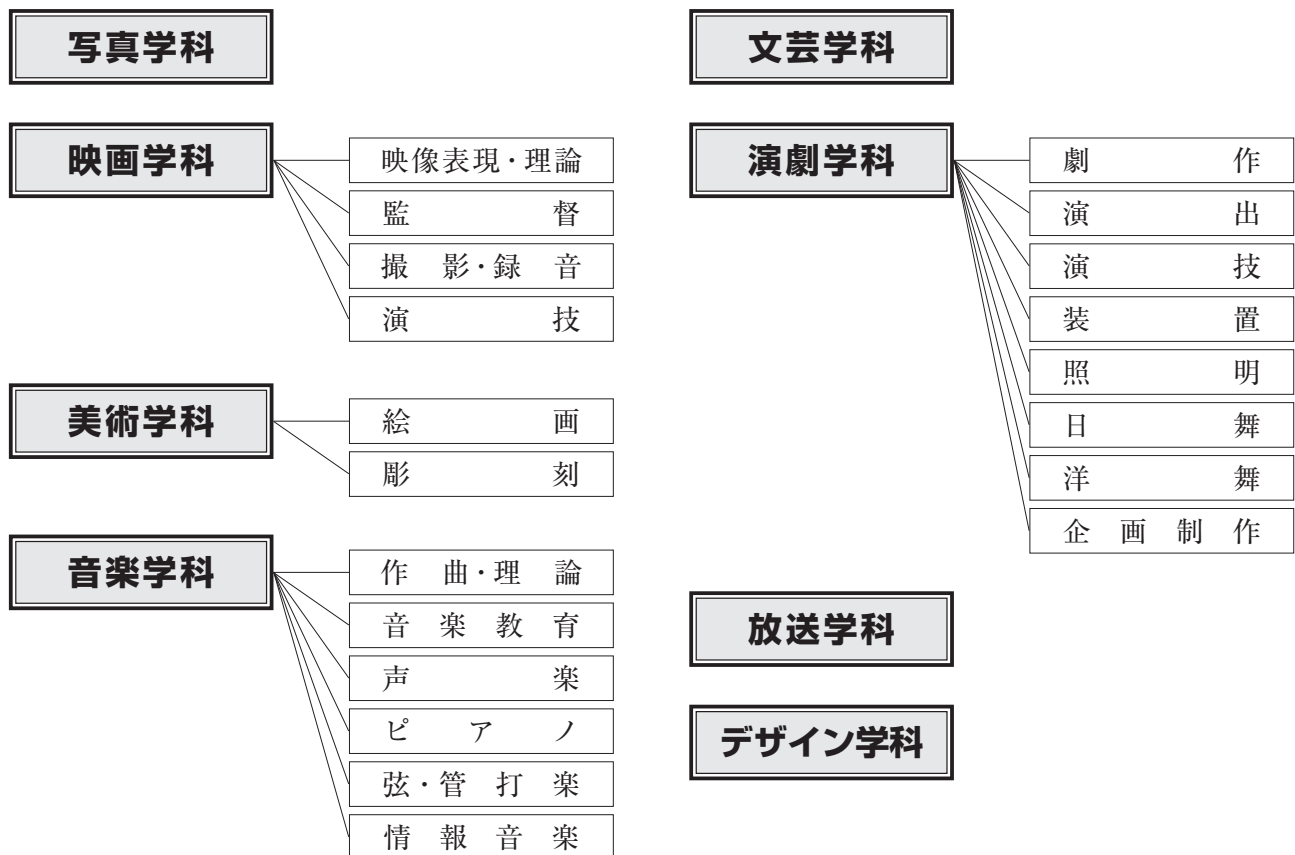 写真学科
映画学科
映像表現・理論
監督
撮影・録音
演技
美術学科
絵画
彫刻
音楽学科
作曲・理論
音楽教育
声楽
ピアノ
弦・管打楽
情報音楽
文芸学科
演劇学科
劇作
演出
演技
装置
照明
日舞
洋舞
企画制作
放送学科
デザイン学科